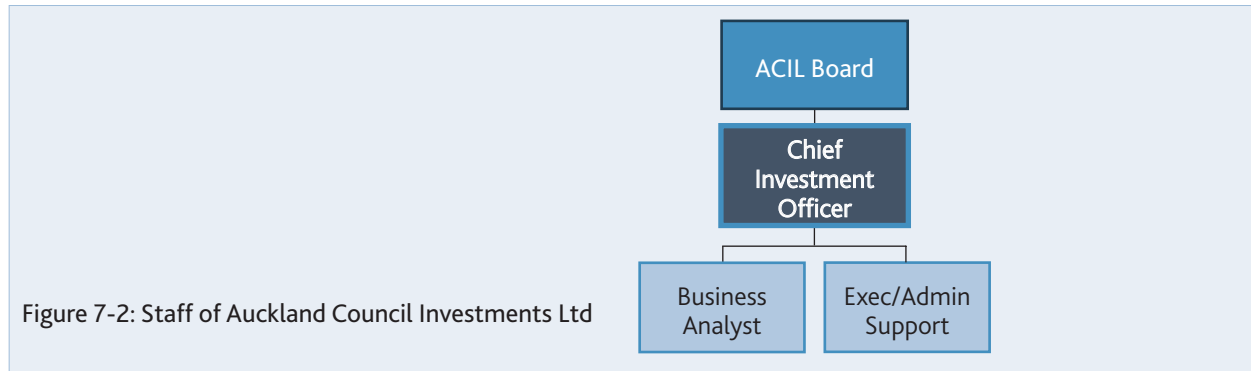 ACIL Board
Chief
Investment
Officer
Business
Analyst
Exec/Admin
Support
Figure 7-2: Staff of Auckland Council Investments Ltd